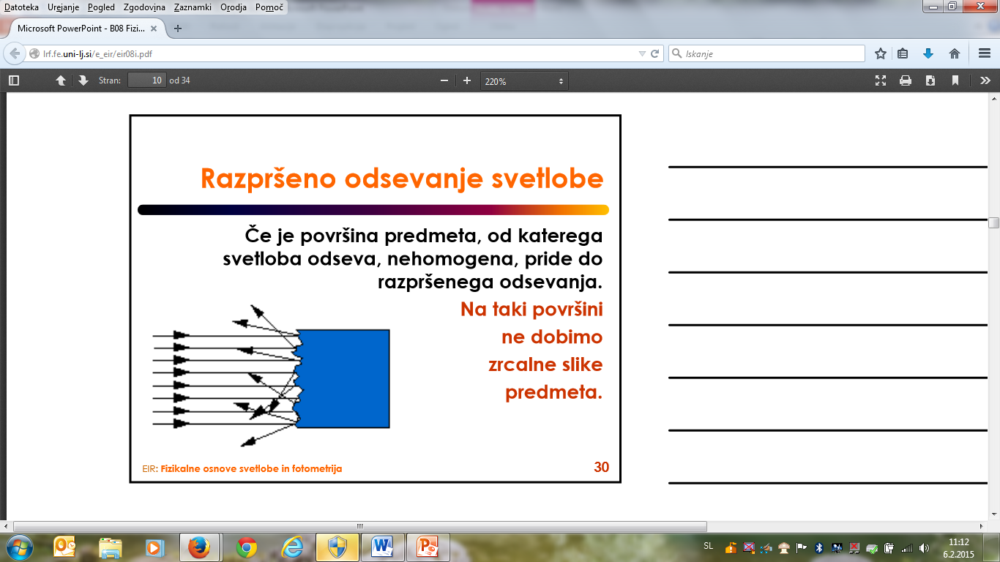 Datoteka Urejanje Pogled Zgodovina Zaznamki Orodja Pomoč
Microsoft PowerPoint - B08 Fizi...
lrf.fe.uni-lj.si/e_eir/eir08i.pdf
Iskanje
Stran: 10 od 34
220%
Razpršeno odsevanje svetlobe
Če je površina predmeta, od katerega
svetloba odseva, nehomogena, pride do
razpršenega odsevanja.
Na taki površini
ne dobimo
zrcalne slike
predmeta.
EIR: Fizikalne osnove svetlobe in fotometrija
30
SL
11:12
6.2.2015